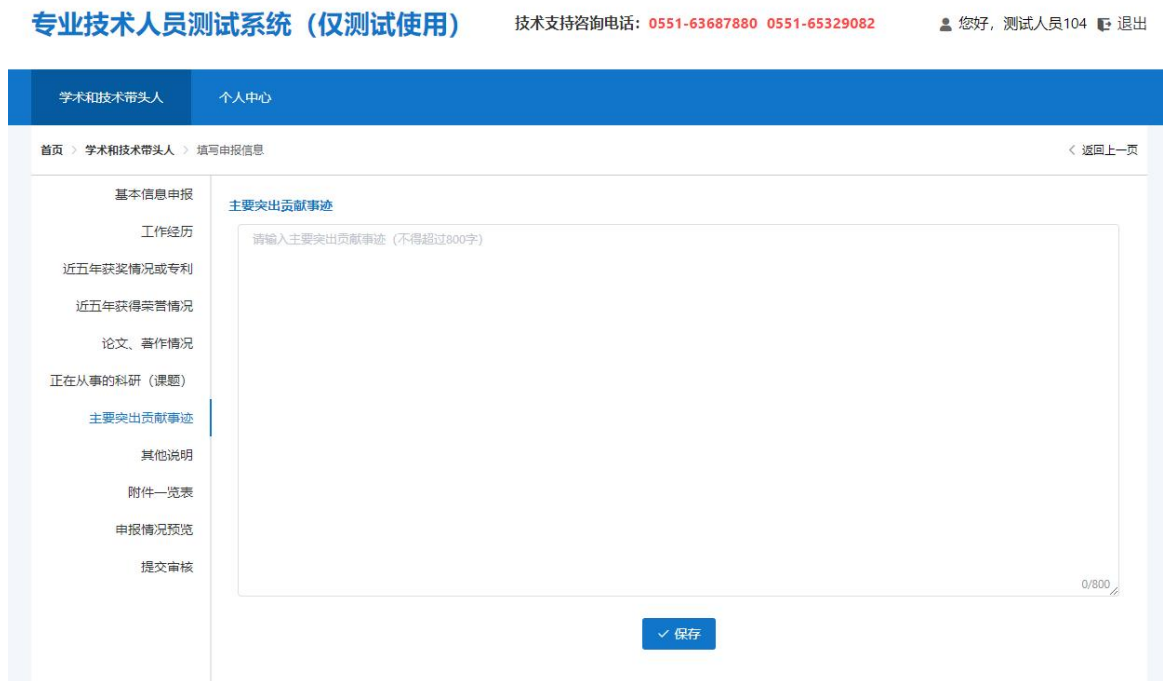 专业技术人员测试系统（仅测试使用）
技术支持咨询电话：0551-63687880 0551-65329082
您好，测试人员104 退出
学术和技术带头人 个人中心
首页 > 学术和技术带头人 > 填写申报信息
< 返回上一页
基本信息申报
工作经历
近五年获奖情况或专利
近五年获得荣誉情况
论文、著作情况
正在从事的科研（课题）
主要突出贡献事迹
其他说明
附件一览表
申报情况预览
提交审核
主要突出贡献事迹
请输入主要突出贡献事迹（不得超过800字）
0/800
保存